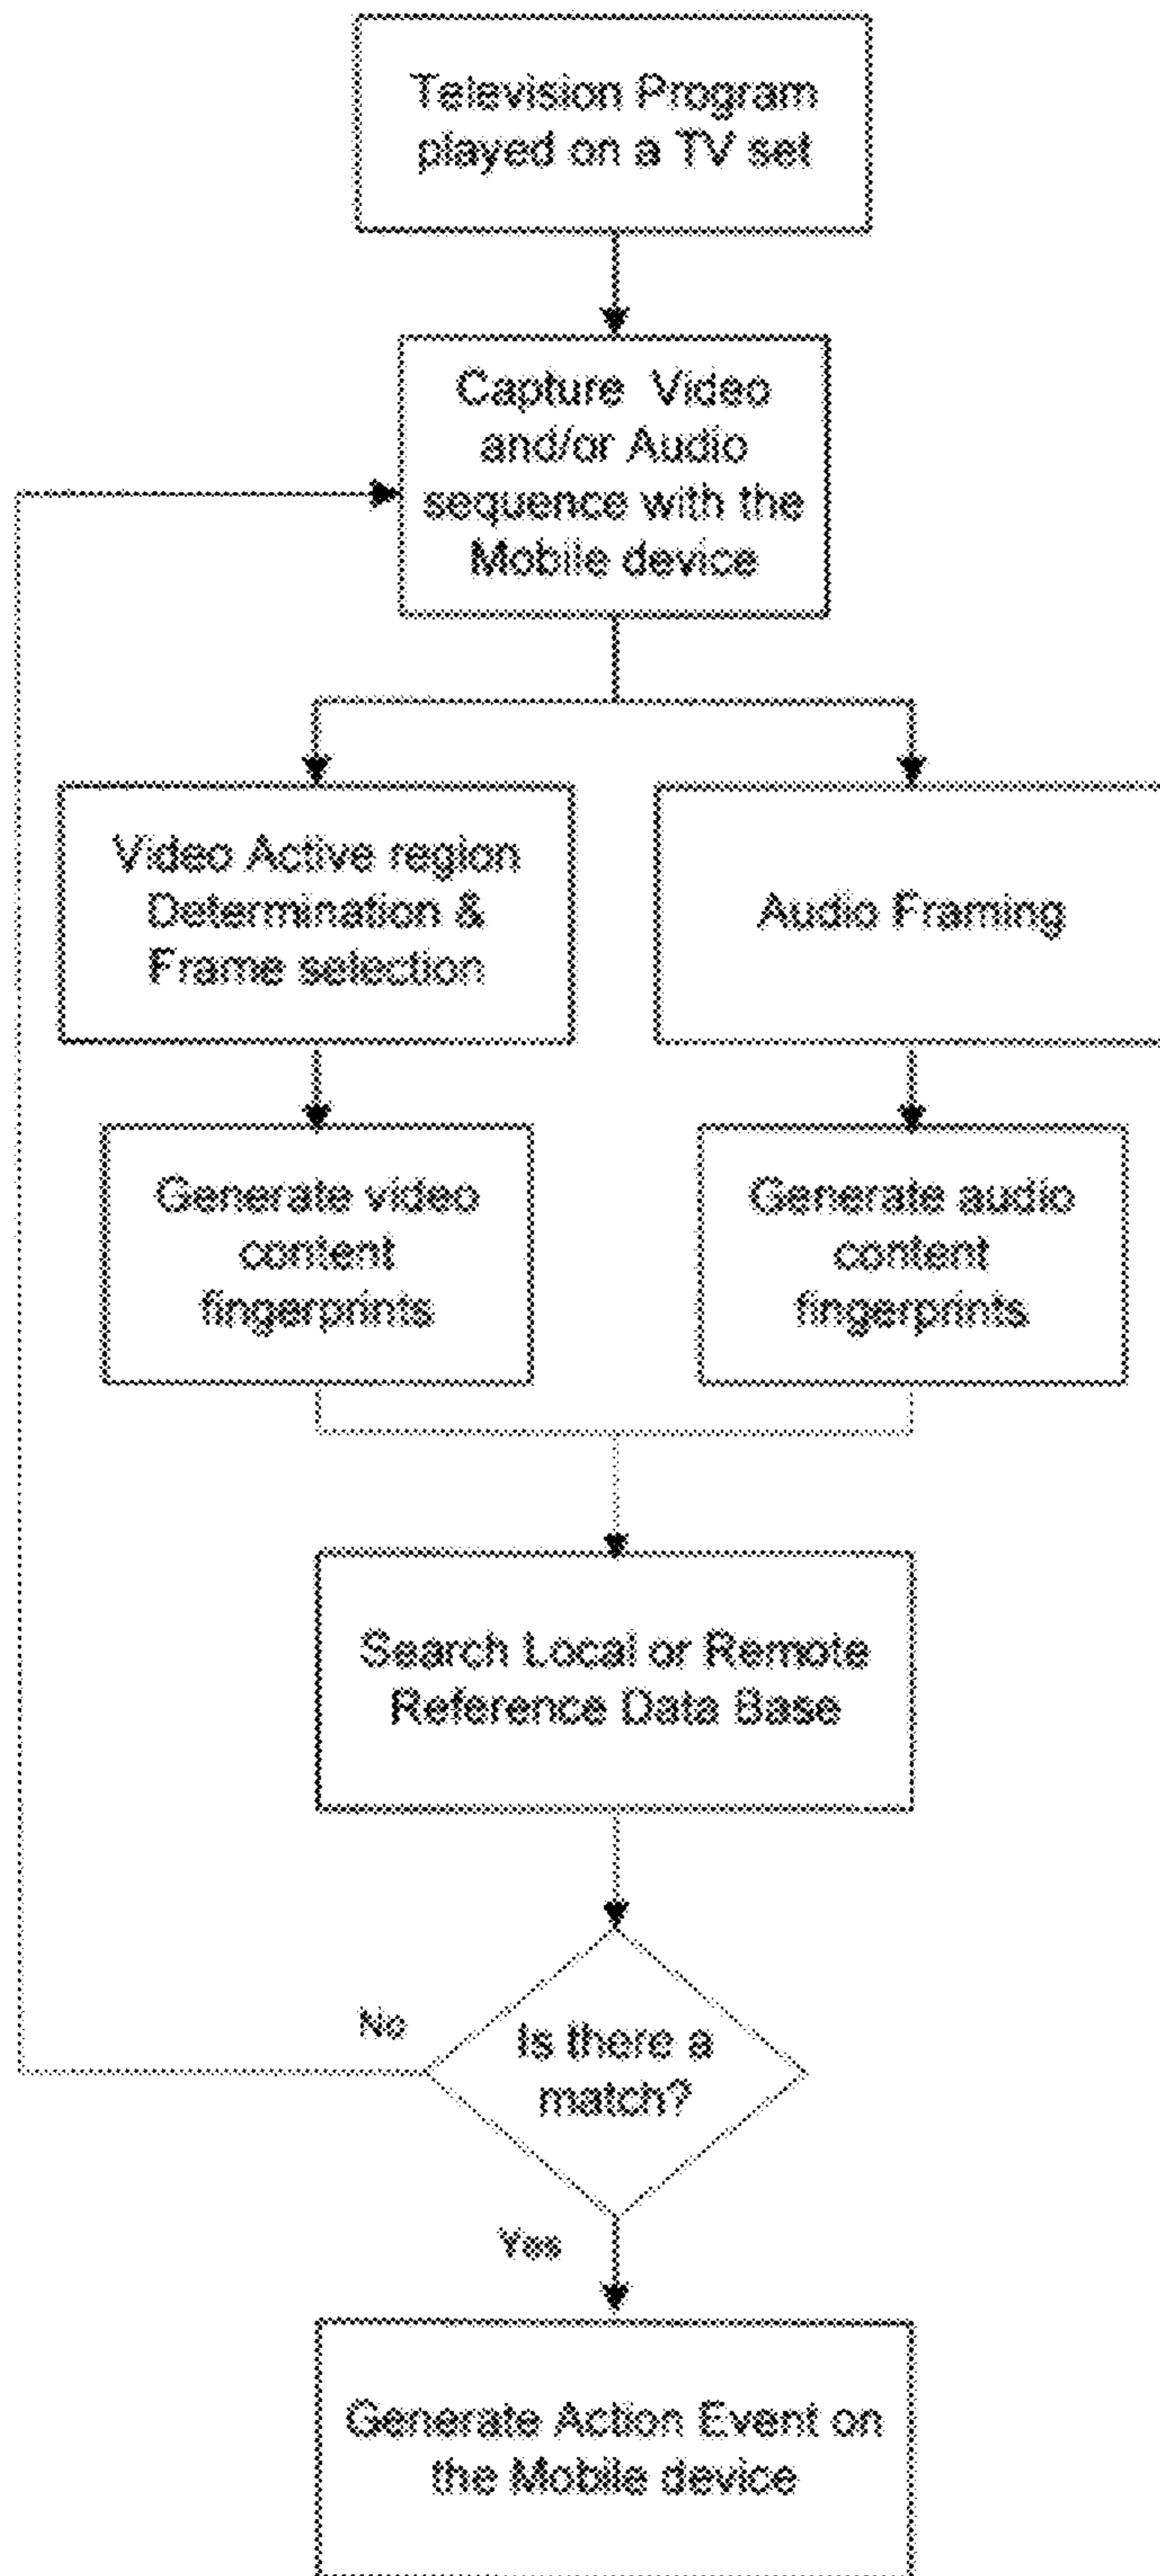 Television Program
played on a TV set
Capture Video
and/or Audio
sequence with the
Mobile device
Video Active region
Determination &
Frame selection
Audio Framing
Generate video
content
fingerprints
Generate audio
content
fingerprints
Search Local or Remote
Reference Data Base
No
Is there a
match?
Yes
Generate Action Event on
the Mobile device